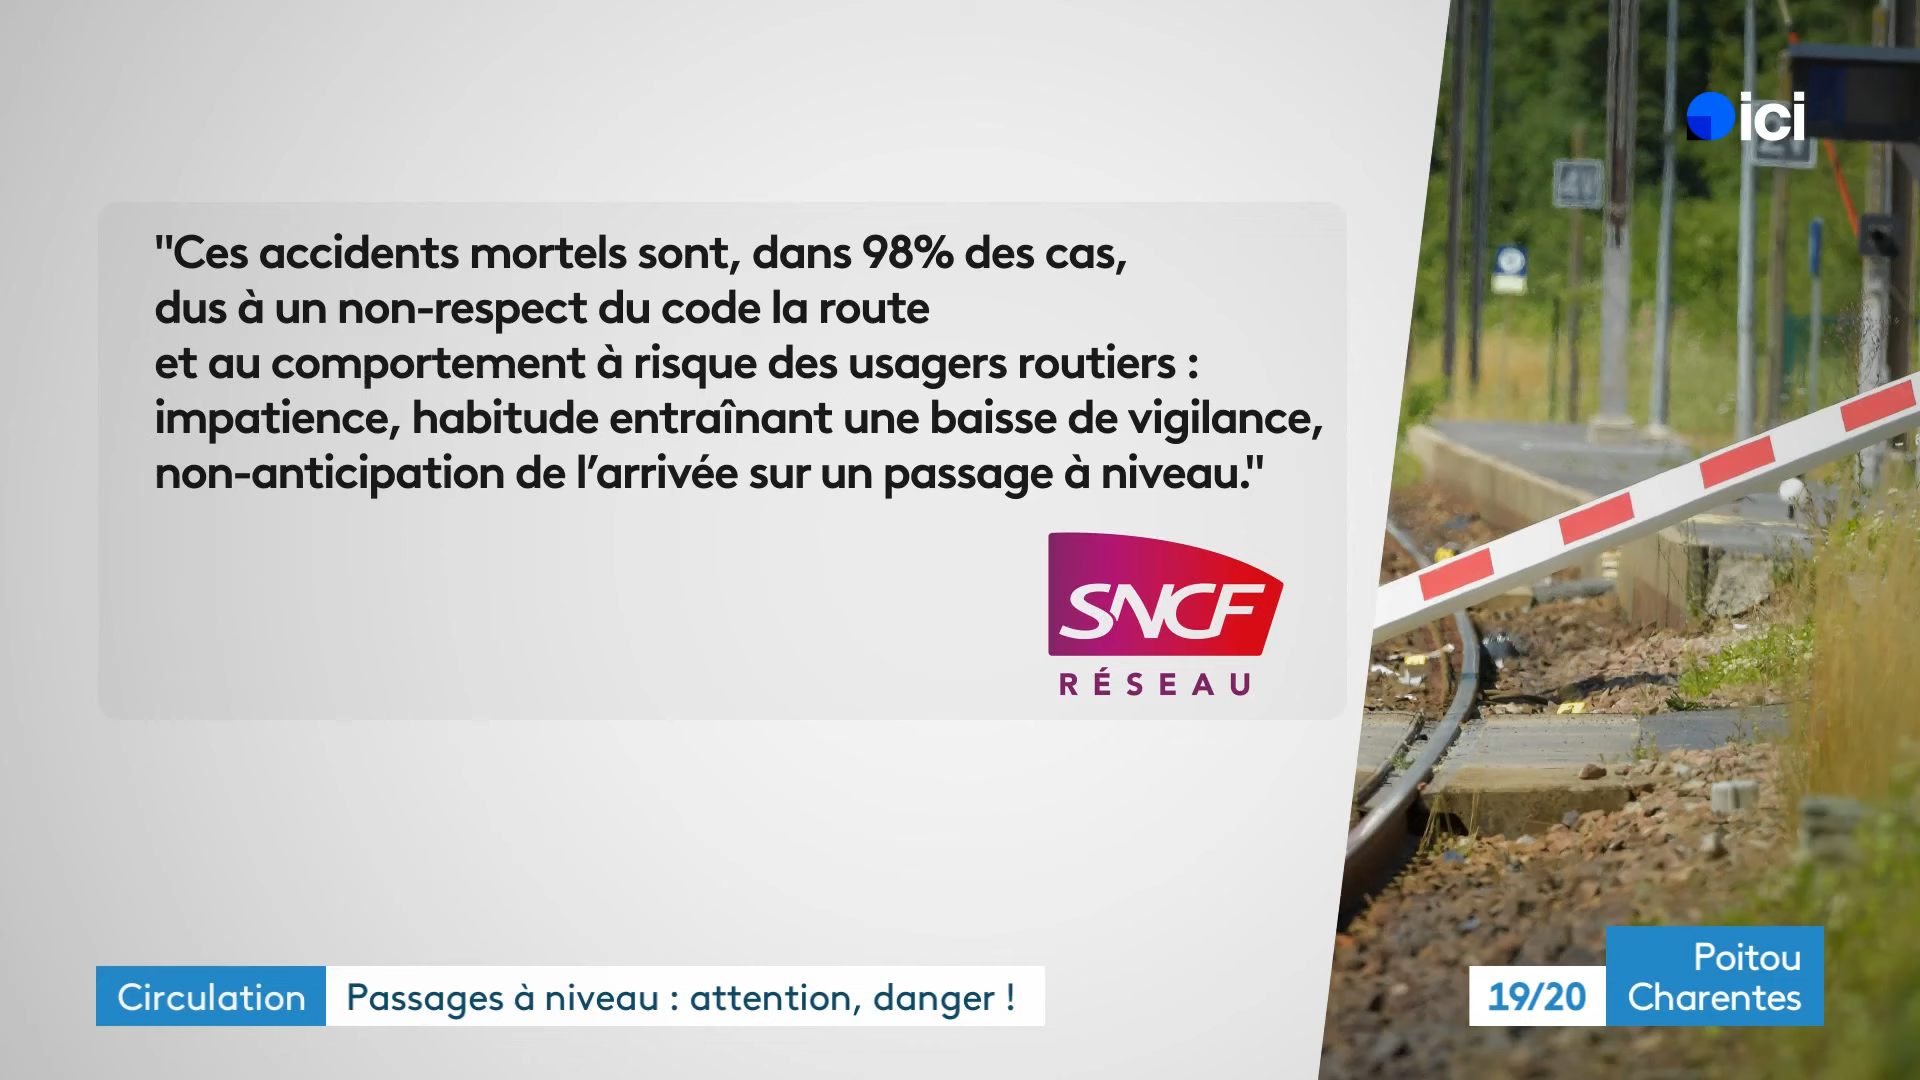 ici
"Ces accidents mortels sont, dans 98% des cas,
dus à un non-respect du code la route
et au comportement à risque des usagers routiers :
impatience, habitude entraînant une baisse de vigilance,
non-anticipation de l’arrivée sur un passage à niveau."
SNCF
RÉSEAU
Circulation
Passages à niveau : attention, danger !
19/20
Poitou
Charentes